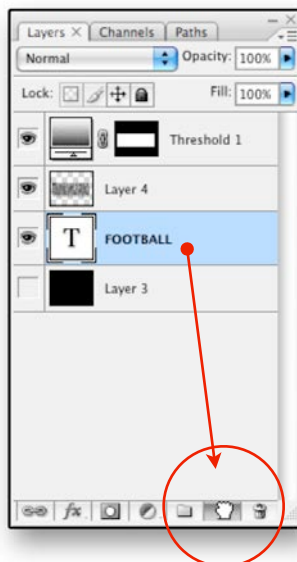 Layers × Channels Paths
Normal Opacity: 100%
Lock: Fill: 100%
Threshold 1
Layer 4
T FOOTBALL
Layer 3
fx